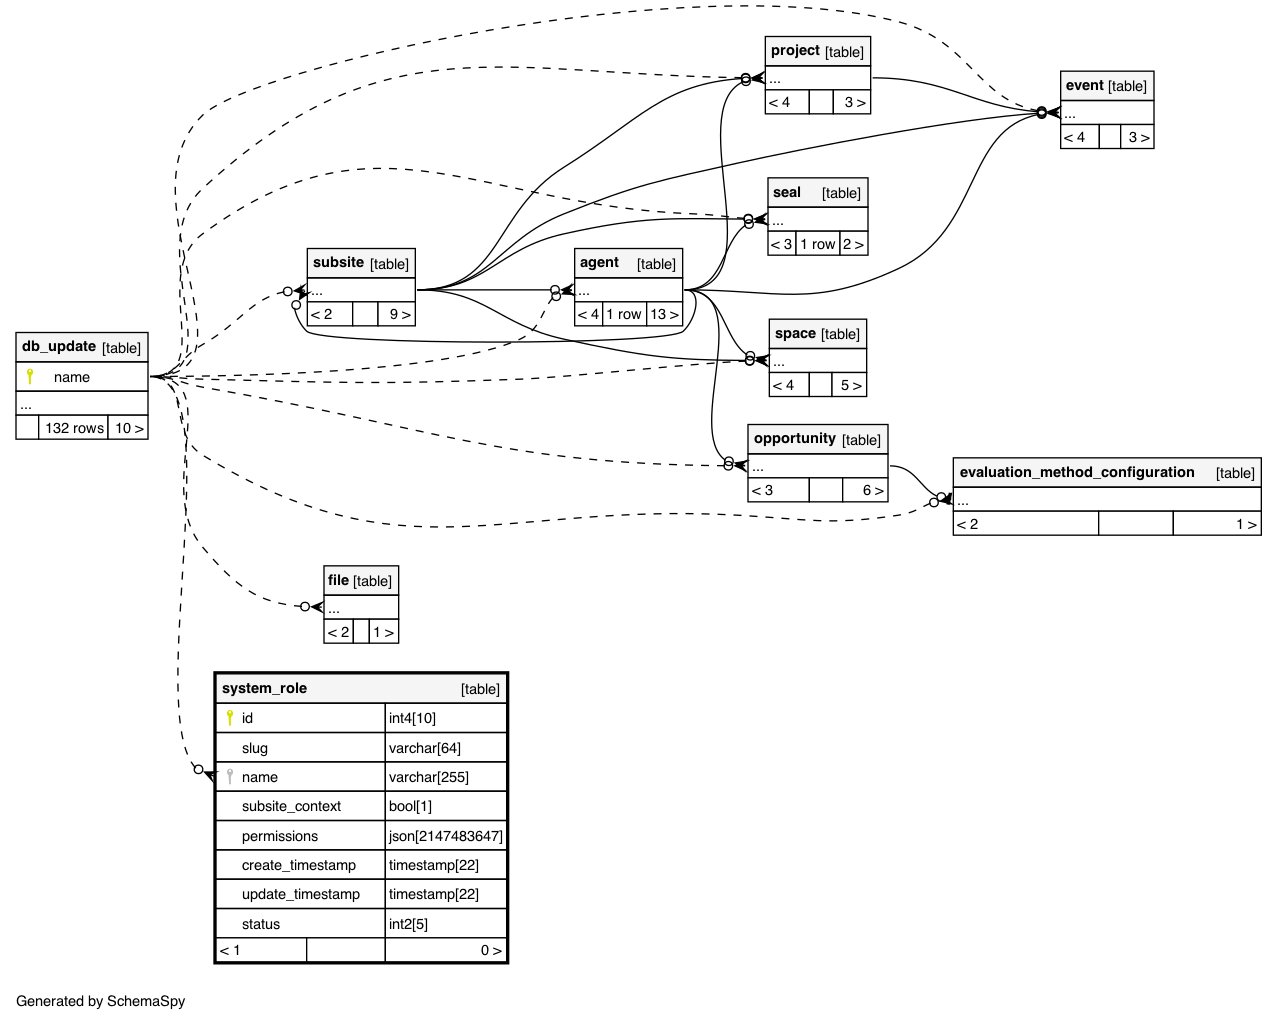 project [table]
...
< 4 3 >
event [table]
...
< 4 3 >
seal [table]
...
< 3 1 row 2 >
subsite [table]
...
< 2 9 >
agent [table]
...
< 4 1 row 13 >
space [table]
...
< 4 5 >
db_update [table]
name
...
132 rows 10 >
opportunity [table]
...
< 3 6 >
evaluation_method_configuration [table]
...
< 2 1 >
file [table]
...
< 2 1 >
system_role [table]
id int4[10]
slug varchar[64]
name varchar[255]
subsite_context bool[1]
permissions json[2147483647]
create_timestamp timestamp[22]
update_timestamp timestamp[22]
status int2[5]
< 1 0 >
Generated by SchemaSpy